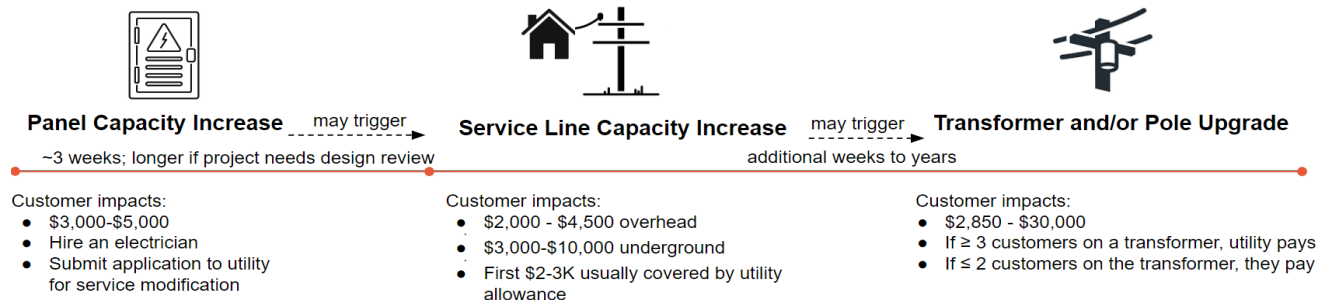 Panel Capacity Increase
may trigger
Service Line Capacity Increase
may trigger
Transformer and/or Pole Upgrade
~3 weeks; longer if project needs design review
additional weeks to years
Customer impacts:
● $3,000-$5,000
● Hire an electrician
● Submit application to utility
for service modification
Customer impacts:
● $2,000 - $4,500 overhead
● $3,000-$10,000 underground
● First $2-3K usually covered by utility
allowance
Customer impacts:
● $2,850 - $30,000
● If ≥ 3 customers on a transformer, utility pays
● If ≤ 2 customers on the transformer, they pay